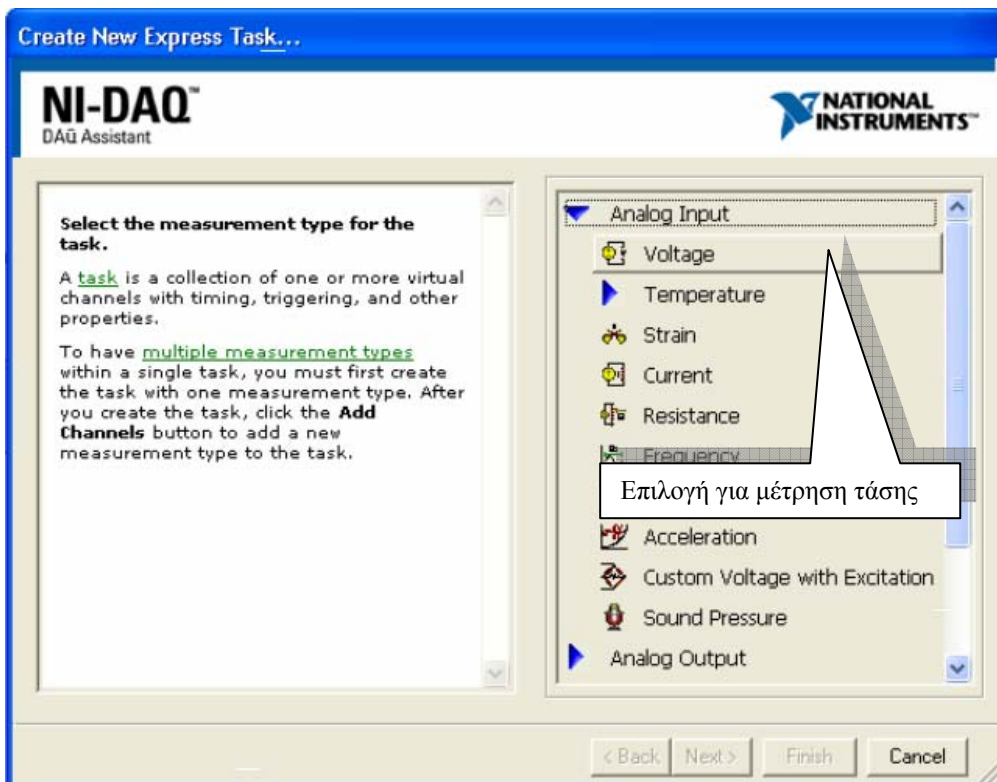 Create New Express Task...
NI-DAQ™
DAQ Assistant
NATIONAL
INSTRUMENTS™
Select the measurement type for the
task.
A task is a collection of one or more virtual
channels with timing, triggering, and other
properties.
To have multiple measurement types
within a single task, you must first create
the task with one measurement type. After
you create the task, click the Add
Channels button to add a new
measurement type to the task.
Analog Input
Voltage
Temperature
Strain
Current
Resistance
Frequency
Επιλογή για μέτρηση τάσης
Acceleration
Custom Voltage with Excitation
Sound Pressure
Analog Output
< Back
Next >
Finish
Cancel